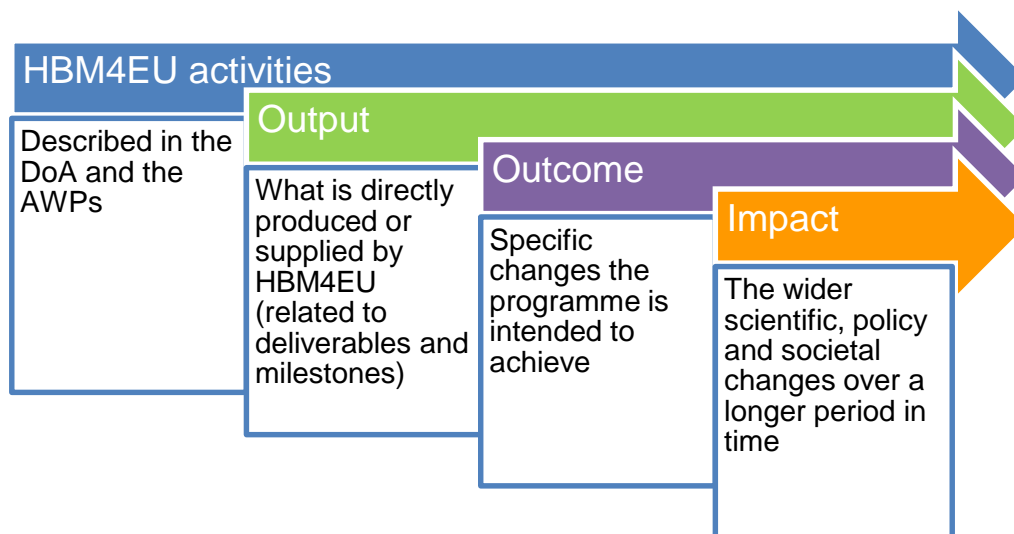 HBM4EU activities
Described in the
DoA and the
AWPs
Output
What is directly
produced or
supplied by
HBM4EU
(related to
deliverables and
milestones)
Outcome
Specific
changes the
programme is
intended to
achieve
Impact
The wider
scientific, policy
and societal
changes over a
longer period in
time